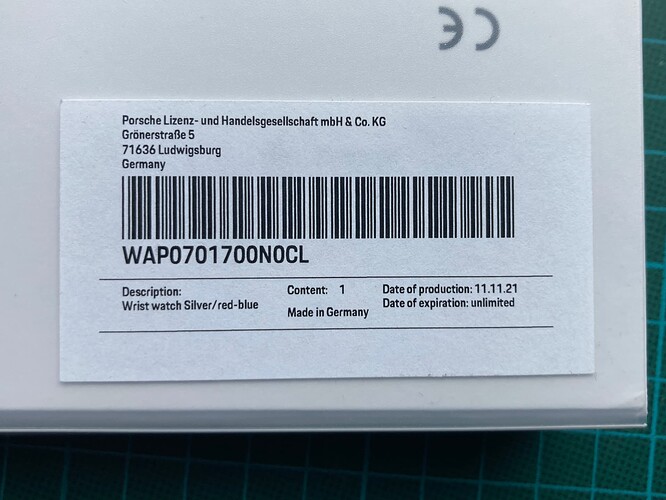 CE
Porsche Lizenz- und Handelsgesellschaft mbH & Co. KG
Grönerstraße 5
71636 Ludwigsburg
Germany
WAP0701700N0CL
Description:
Wrist watch Silver/red-blue
Content: 1
Made in Germany
Date of production: 11.11.21
Date of expiration: unlimited